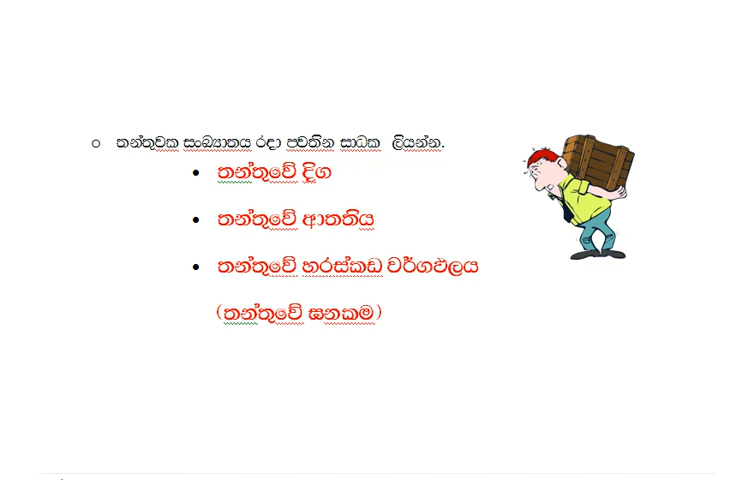 තන්තුවක සංඛ්‍යාතය රඳා පවතින සාධක ලියන්න.
තන්තුවේ දිග
තන්තුවේ ආතතිය
තන්තුවේ හරස්කඩ වර්ගඵලය
(තන්තුවේ ඝනකම)